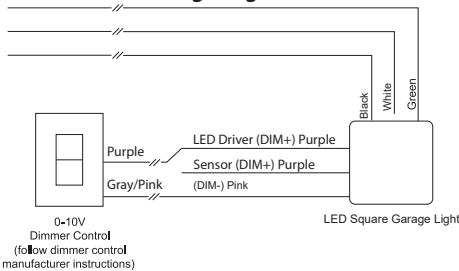 Black
White
Green
Purple
LED Driver (DIM+) Purple
Sensor (DIM+) Purple
Gray/Pink
(DIM-) Pink
LED Square Garage Light
0-10V
Dimmer Control
(follow dimmer control
manufacturer instructions)